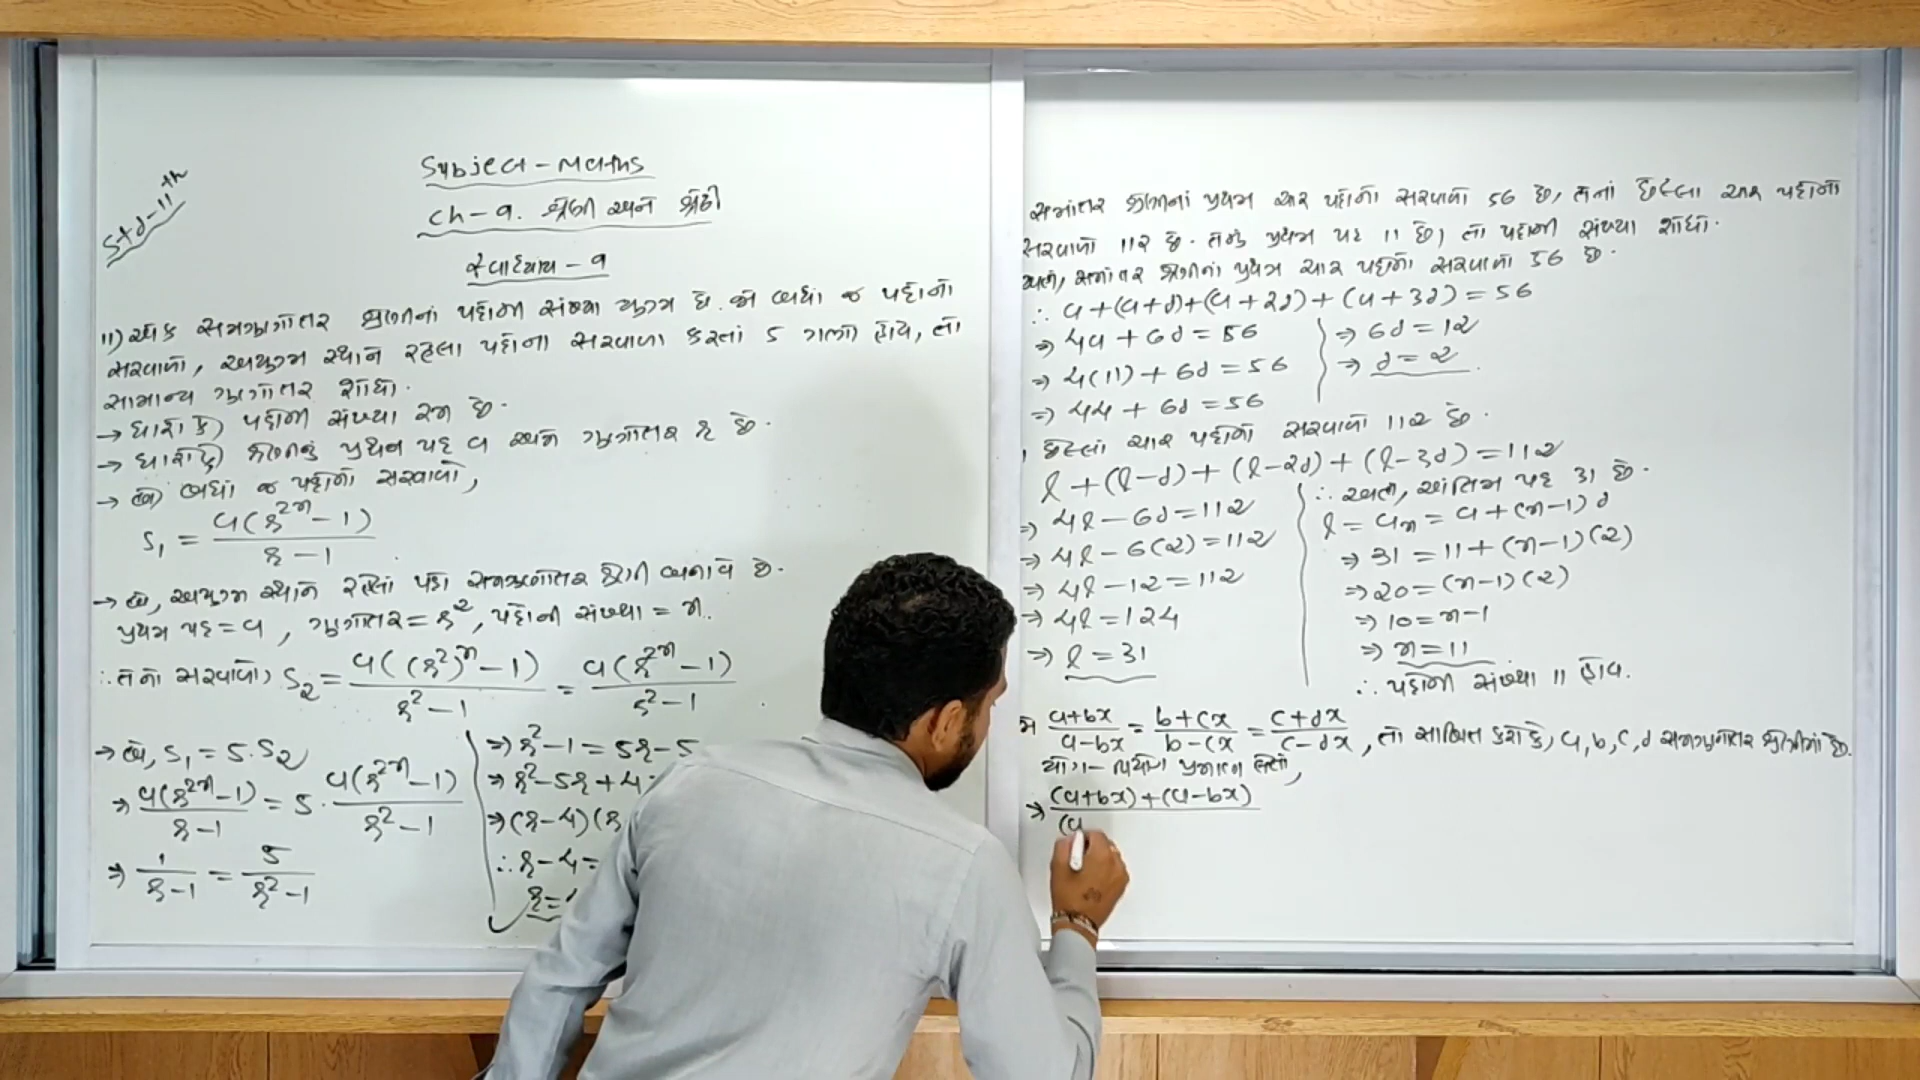 Std-11th
Subject - Maths
Ch-9. શ્રેણી અને શ્રેઢી
સ્વાધ્યાય - 9
11) એક સમગુણોત્તર શ્રેણીનાં પદોની સંખ્યા યુગ્મ છે. જો બધાં જ પદોનો
સરવાળો, અયુગ્મ સ્થાને રહેલા પદોના સરવાળા કરતાં 5 ગણો હોય, તો
સામાન્ય ગુણોત્તર શોધો.
→ ધારો કે પદોની સંખ્યા 2n છે.
→ ધારો કે શ્રેણીનું પ્રથમ પદ a અને ગુણોત્તર r છે.
→ બધાં જ પદોનો સરવાળો,
S₁ = a(r²ⁿ - 1) / r - 1
→ હવે, અયુગ્મ સ્થાને રહેલાં પદો સમગુણોત્તર શ્રેણી બનાવે છે.
પ્રથમ પદ = a, ગુણોત્તર = r², પદોની સંખ્યા = n.
∴ તેનો સરવાળો, S₂ = a((r²)ⁿ - 1) / r² - 1 = a(r²ⁿ - 1) / r² - 1
→ હવે, S₁ = 5·S₂
⇒ a(r²ⁿ - 1) / r - 1 = 5 · a(r²ⁿ - 1) / r² - 1
⇒ 1 / r - 1 = 5 / r² - 1
⇒ r² - 1 = 5r - 5
⇒ r² - 5r + 4
⇒ (r - 4)(r
∴ r - 4 =
r =
સમાંતર શ્રેણીનાં પ્રથમ ચાર પદોનો સરવાળો 56 છે, તેનાં છેલ્લા ચાર પદોનો
સરવાળો 112 છે. તેનું પ્રથમ પદ 11 છે, તો પદોની સંખ્યા શોધો.
અહીં, સમાંતર શ્રેણીનાં પ્રથમ ચાર પદોનો સરવાળો 56 છે.
∴ a + (a + d) + (a + 2d) + (a + 3d) = 56
⇒ 4a + 6d = 56
⇒ 4(11) + 6d = 56
⇒ 44 + 6d = 56
⇒ 6d = 12
⇒ d = 2
છેલ્લાં ચાર પદોનો સરવાળો 112 છે.
l + (l - d) + (l - 2d) + (l - 3d) = 112
⇒ 4l - 6d = 112
⇒ 4l - 6(2) = 112
⇒ 4l - 12 = 112
⇒ 4l = 124
⇒ l = 31
∴ અહીં, અંતિમ પદ 31 છે.
l = aₙ = a + (n - 1)d
⇒ 31 = 11 + (n - 1)(2)
⇒ 20 = (n - 1)(2)
⇒ 10 = n - 1
⇒ n = 11
∴ પદોની સંખ્યા 11 હોય.
a + bx / a - bx = b + cx / b - cx = c + dx / c - dx, તો સાબિત કરો કે, a, b, c, d સમગુણોત્તર શ્રેણીમાં છે.
યોગ - વિયોગ પ્રમાણ લેતાં,
⇒ (a + bx) + (a - bx) / (a